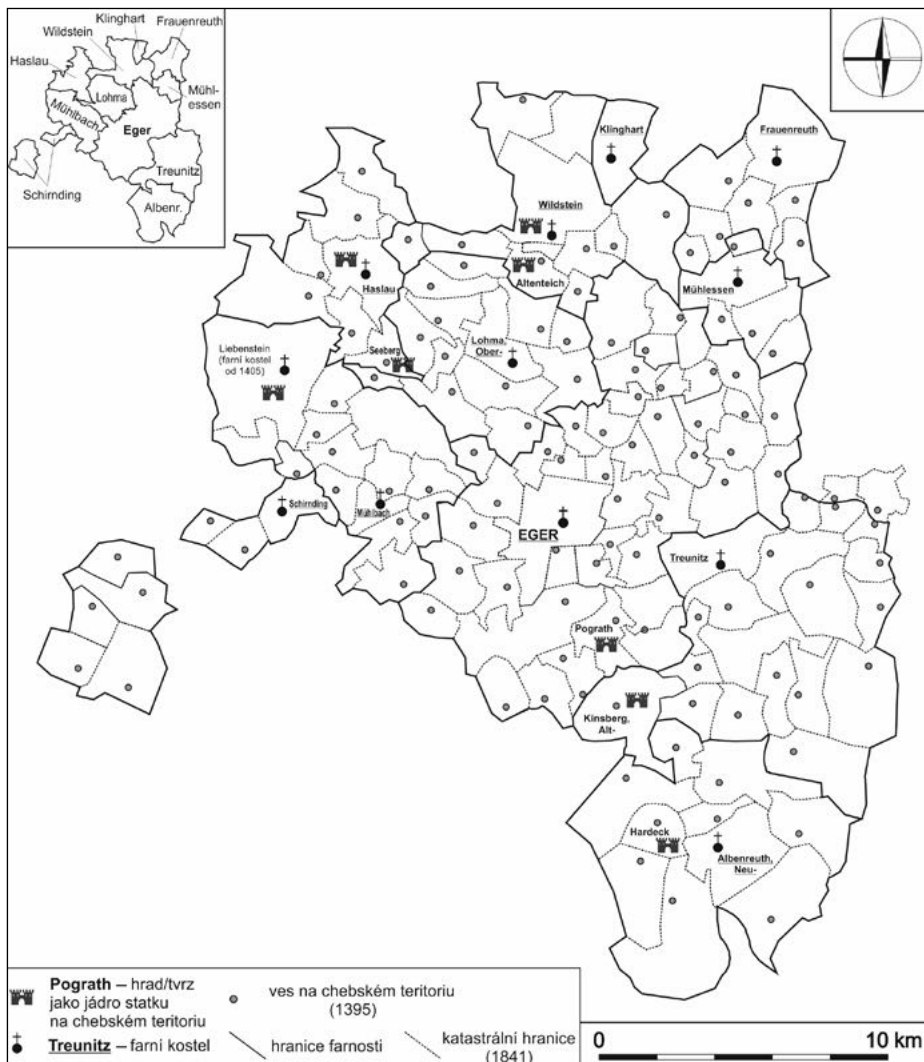 Klinghart
Frauenreuth
Wildstein
Haslau
Mühl-
essen
Lohma
Mühlbach
Eger
Treunitz
Schirnding
Albenr.
Klinghart
Frauenreuth
Wildstein
Haslau
Altenteich
Mühlessen
Liebenstein
(farní kostel
od 1405)
Seeberg
Lohma,
Ober-
Schirnding
Mühlbach
EGER
Treunitz
Pograth
Kinsberg,
Alt-
Hardeck
Albenreuth,
Neu-
Pograth – hrad/tvrz
jako jádro statku
na chebském teritoriu
Treunitz – farní kostel
ves na chebském teritoriu
(1395)
hranice farnosti
katastrální hranice
(1841)
0
10 km